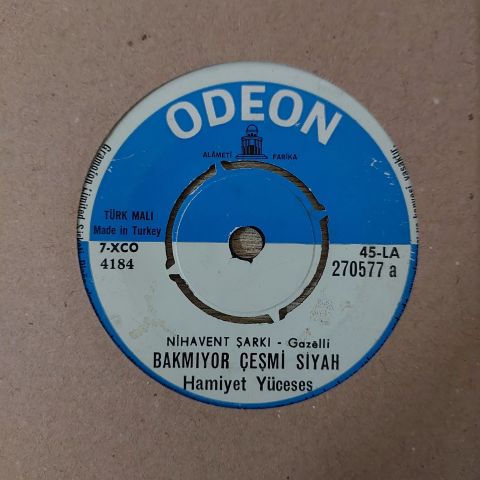 ODEON
ALÂMETİ FARİKA
TÜRK MALI
Made in Turkey
7-XCO
4184
45-LA
270577 a
NİHAVENT ŞARKI - Gazelli
BAKMIYOR ÇEŞMİ SİYAH
Hamiyet Yüceses
Limited